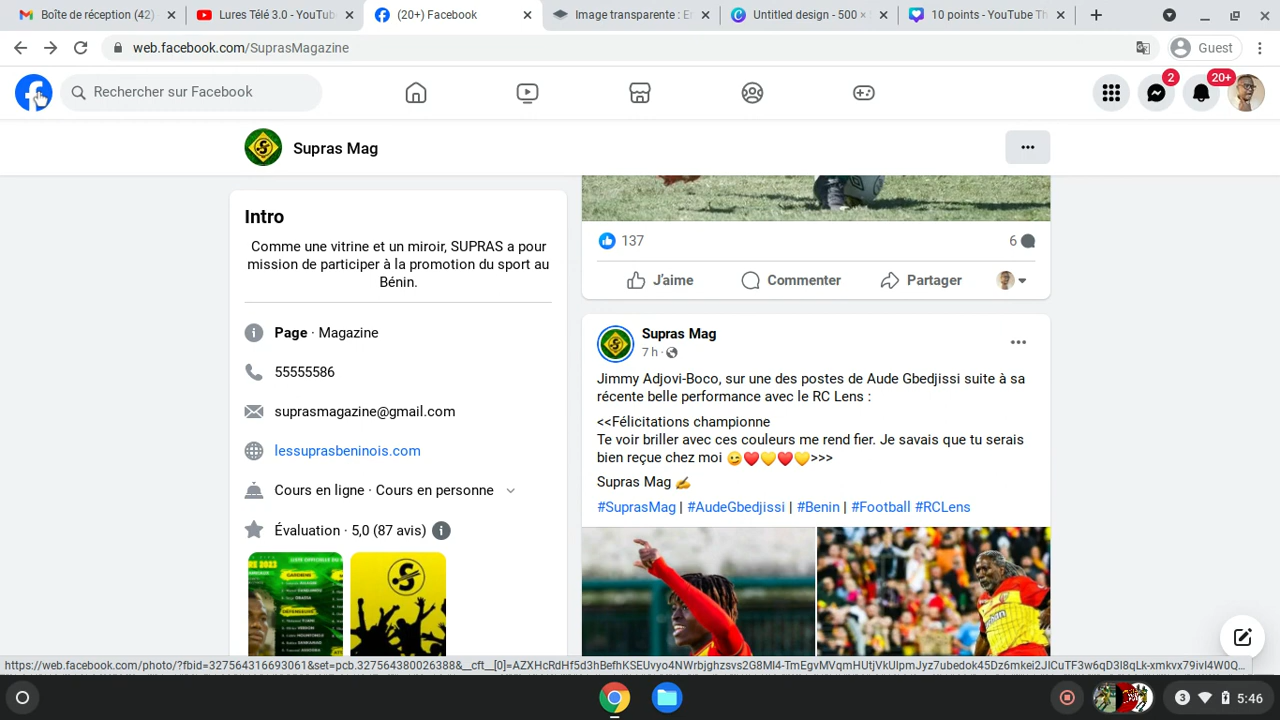 Boîte de réception (42)
Lures Télé 3.0 - YouTube
(20+) Facebook
Image transparente : E
Untitled design - 500 ×
10 points - YouTube Th
web.facebook.com/SuprasMagazine
Guest
Rechercher sur Facebook
2
20+
Supras Mag
Intro
Comme une vitrine et un miroir, SUPRAS a pour
mission de participer à la promotion du sport au
Bénin.
Page · Magazine
55555586
suprasmagazine@gmail.com
lessuprasbeninois.com
Cours en ligne · Cours en personne
Évaluation · 5,0 (87 avis)
137
6
J'aime
Commenter
Partager
Supras Mag
7 h ·
Jimmy Adjovi-Boco, sur une des postes de Aude Gbedjissi suite à sa
récente belle performance avec le RC Lens :
<<Félicitations championne
Te voir briller avec ces couleurs me rend fier. Je savais que tu serais
bien reçue chez moi 😉❤️💛❤️💛>>>
Supras Mag ✍️
#SuprasMag | #AudeGbedjissi | #Benin | #Football #RCLens
3
5:46